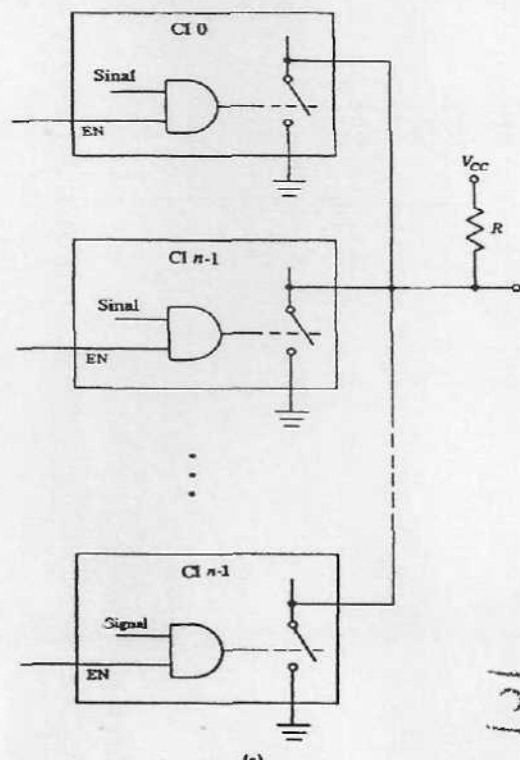 CI 0
Sinal
EN
V_CC
R
CI n-1
Sinal
EN
CI n-1
Signal
EN